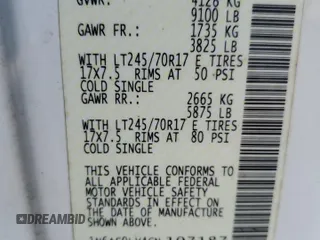 GVWR: 4128 KG
9100 LB
GAWR FR.: 1735 KG
3825 LB
WITH LT245/70R17 E TIRES
17X7.5 RIMS AT 50 PSI
COLD SINGLE
GAWR RR.: 2665 KG
5875 LB
WITH LT245/70R17 E TIRES
17X7.5 RIMS AT 80 PSI
COLD SINGLE
THIS VEHICLE CONFORMS TO
ALL APPLICABLE FEDERAL
MOTOR VEHICLE SAFETY
STANDARDS IN EFFECT ON
THE DATE OF MANUFACTURE
SHOWN ABOVE.
DREAMBID